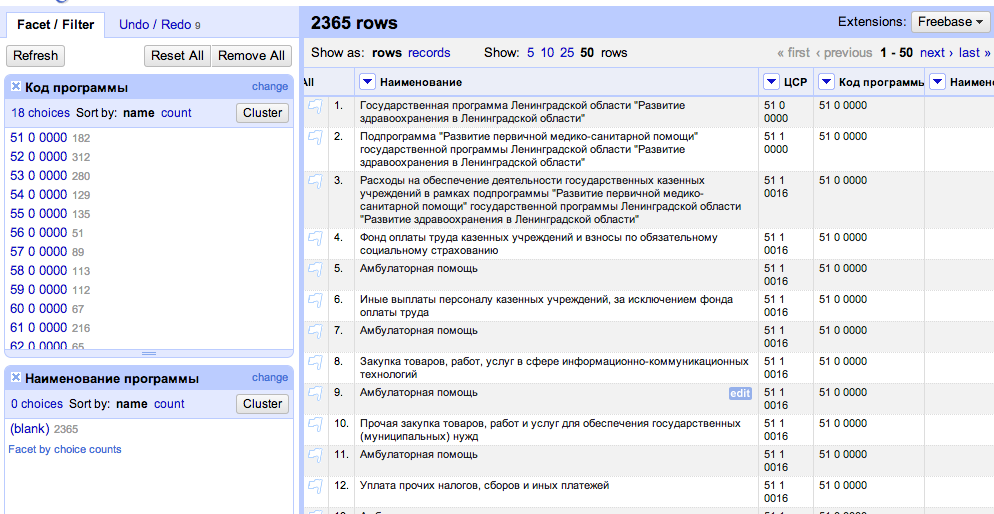 Facet / Filter
Undo / Redo 9
Refresh
Reset All
Remove All
Код программы
change
18 choices Sort by: name count
Cluster
51 0 0000 182
52 0 0000 312
53 0 0000 280
54 0 0000 129
55 0 0000 135
56 0 0000 51
57 0 0000 89
58 0 0000 113
59 0 0000 112
60 0 0000 67
61 0 0000 216
62 0 0000 65
Наименование программы
change
0 choices Sort by: name count
Cluster
(blank) 2365
Facet by choice counts
2365 rows
Extensions: Freebase
Show as: rows records
Show: 5 10 25 50 rows
« first ‹ previous 1 - 50 next › last »
All
Наименование
ЦСР
Код программы
Наимено
1.
Государственная программа Ленинградской области "Развитие
здравоохранения в Ленинградской области"
51 0
0000
51 0 0000
2.
Подпрограмма "Развитие первичной медико-санитарной помощи"
государственной программы Ленинградской области "Развитие
здравоохранения в Ленинградской области"
51 1
0000
51 0 0000
3.
Расходы на обеспечение деятельности государственных казенных
учреждений в рамках подпрограммы "Развитие первичной медико-
санитарной помощи" государственной программы Ленинградской области
"Развитие здравоохранения в Ленинградской области"
51 1
0016
51 0 0000
4.
Фонд оплаты труда казенных учреждений и взносы по обязательному
социальному страхованию
51 1
0016
51 0 0000
5.
Амбулаторная помощь
51 1
0016
51 0 0000
6.
Иные выплаты персоналу казенных учреждений, за исключением фонда
оплаты труда
51 1
0016
51 0 0000
7.
Амбулаторная помощь
51 1
0016
51 0 0000
8.
Закупка товаров, работ, услуг в сфере информационно-коммуникационных
технологий
51 1
0016
51 0 0000
9.
Амбулаторная помощь
edit
51 1
0016
51 0 0000
10.
Прочая закупка товаров, работ и услуг для обеспечения государственных
(муниципальных) нужд
51 1
0016
51 0 0000
11.
Амбулаторная помощь
51 1
0016
51 0 0000
12.
Уплата прочих налогов, сборов и иных платежей
51 1
0016
51 0 0000